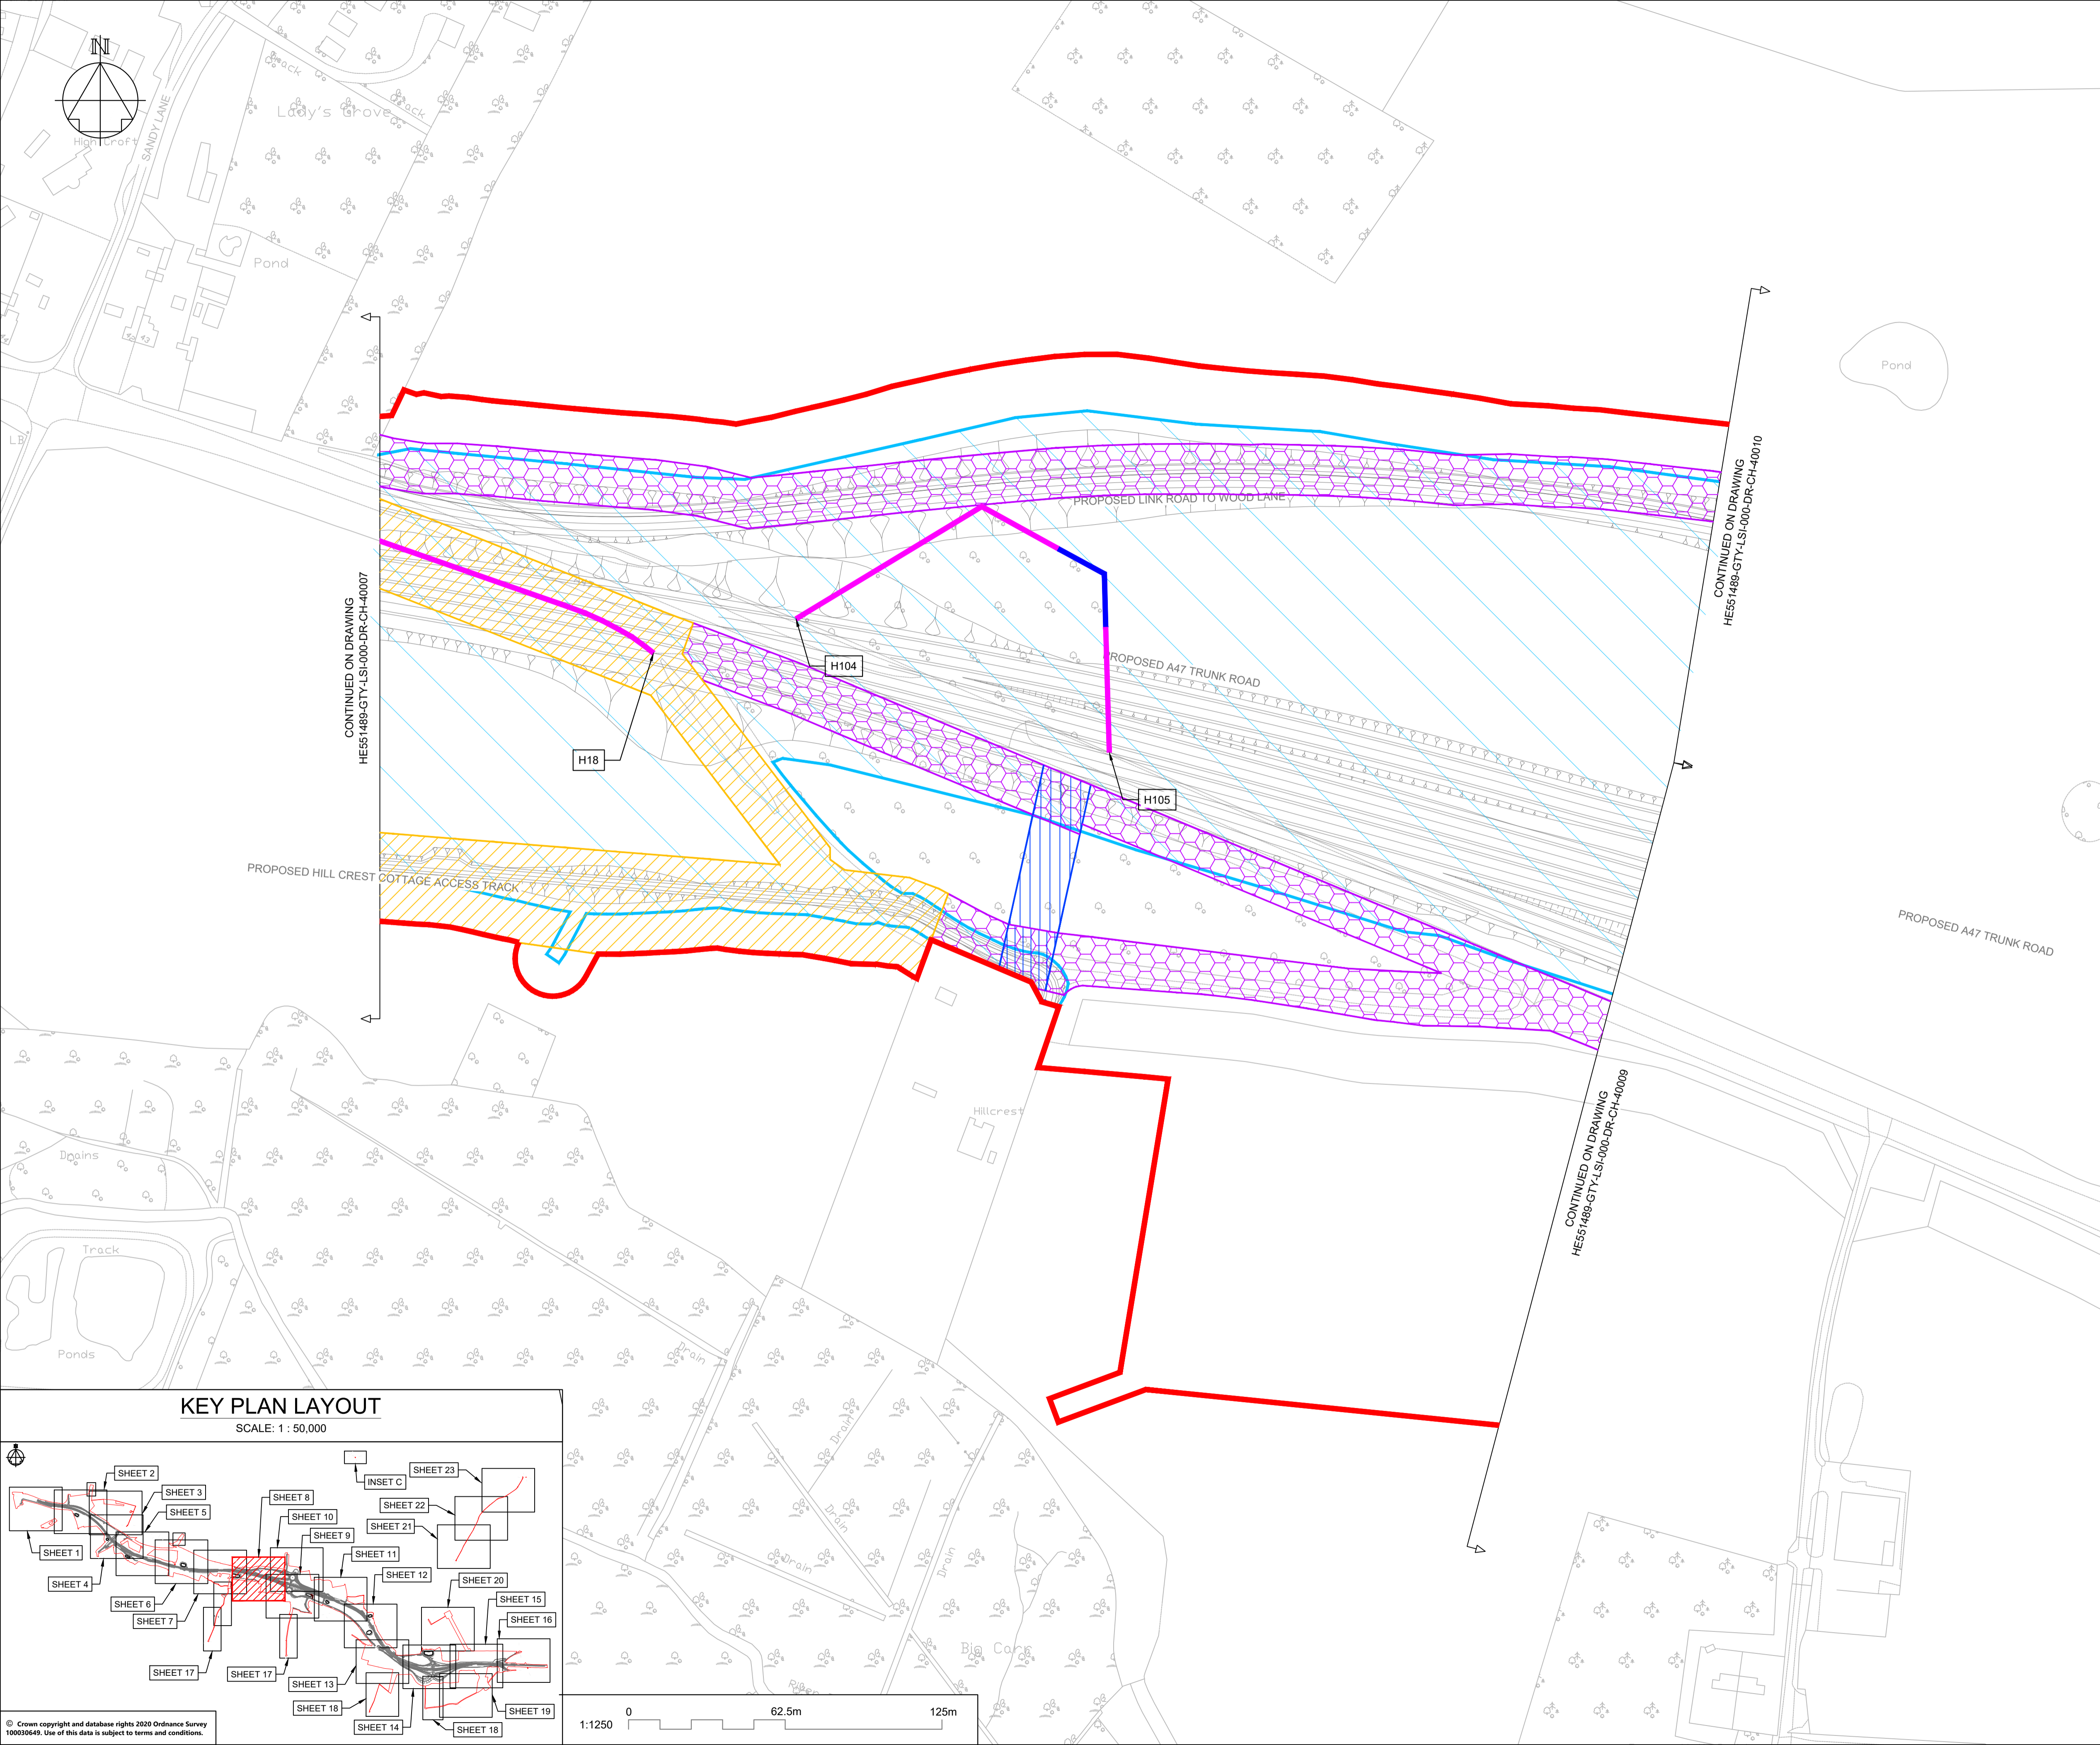 N
Track
Track
Lady's Grove
High Croft
SANDY LANE
Pond
40
43
LB
Pond
CONTINUED ON DRAWING
HE551489-GTY-LSI-000-DR-CH-40007
CONTINUED ON DRAWING
HE551489-GTY-LSI-000-DR-CH-40010
PROPOSED LINK ROAD TO WOOD LANE
H104
PROPOSED A47 TRUNK ROAD
H18
H105
PROPOSED HILL CREST COTTAGE ACCESS TRACK
PROPOSED A47 TRUNK ROAD
CONTINUED ON DRAWING
HE551489-GTY-LSI-000-DR-CH-40009
Hillcrest
Drains
Track
Ponds
Drain
Drain
Drain
Drain
Drain
Big Carr
KEY PLAN LAYOUT
SCALE: 1 : 50,000
SHEET 1
SHEET 2
SHEET 3
SHEET 5
SHEET 4
SHEET 6
SHEET 7
SHEET 8
SHEET 10
SHEET 9
SHEET 11
SHEET 12
INSET C
SHEET 23
SHEET 22
SHEET 21
SHEET 20
SHEET 15
SHEET 16
SHEET 17
SHEET 17
SHEET 13
SHEET 18
SHEET 14
SHEET 18
SHEET 19
© Crown copyright and database rights 2020 Ordnance Survey
100030649. Use of this data is subject to terms and conditions.
1:1250
0
62.5m
125m